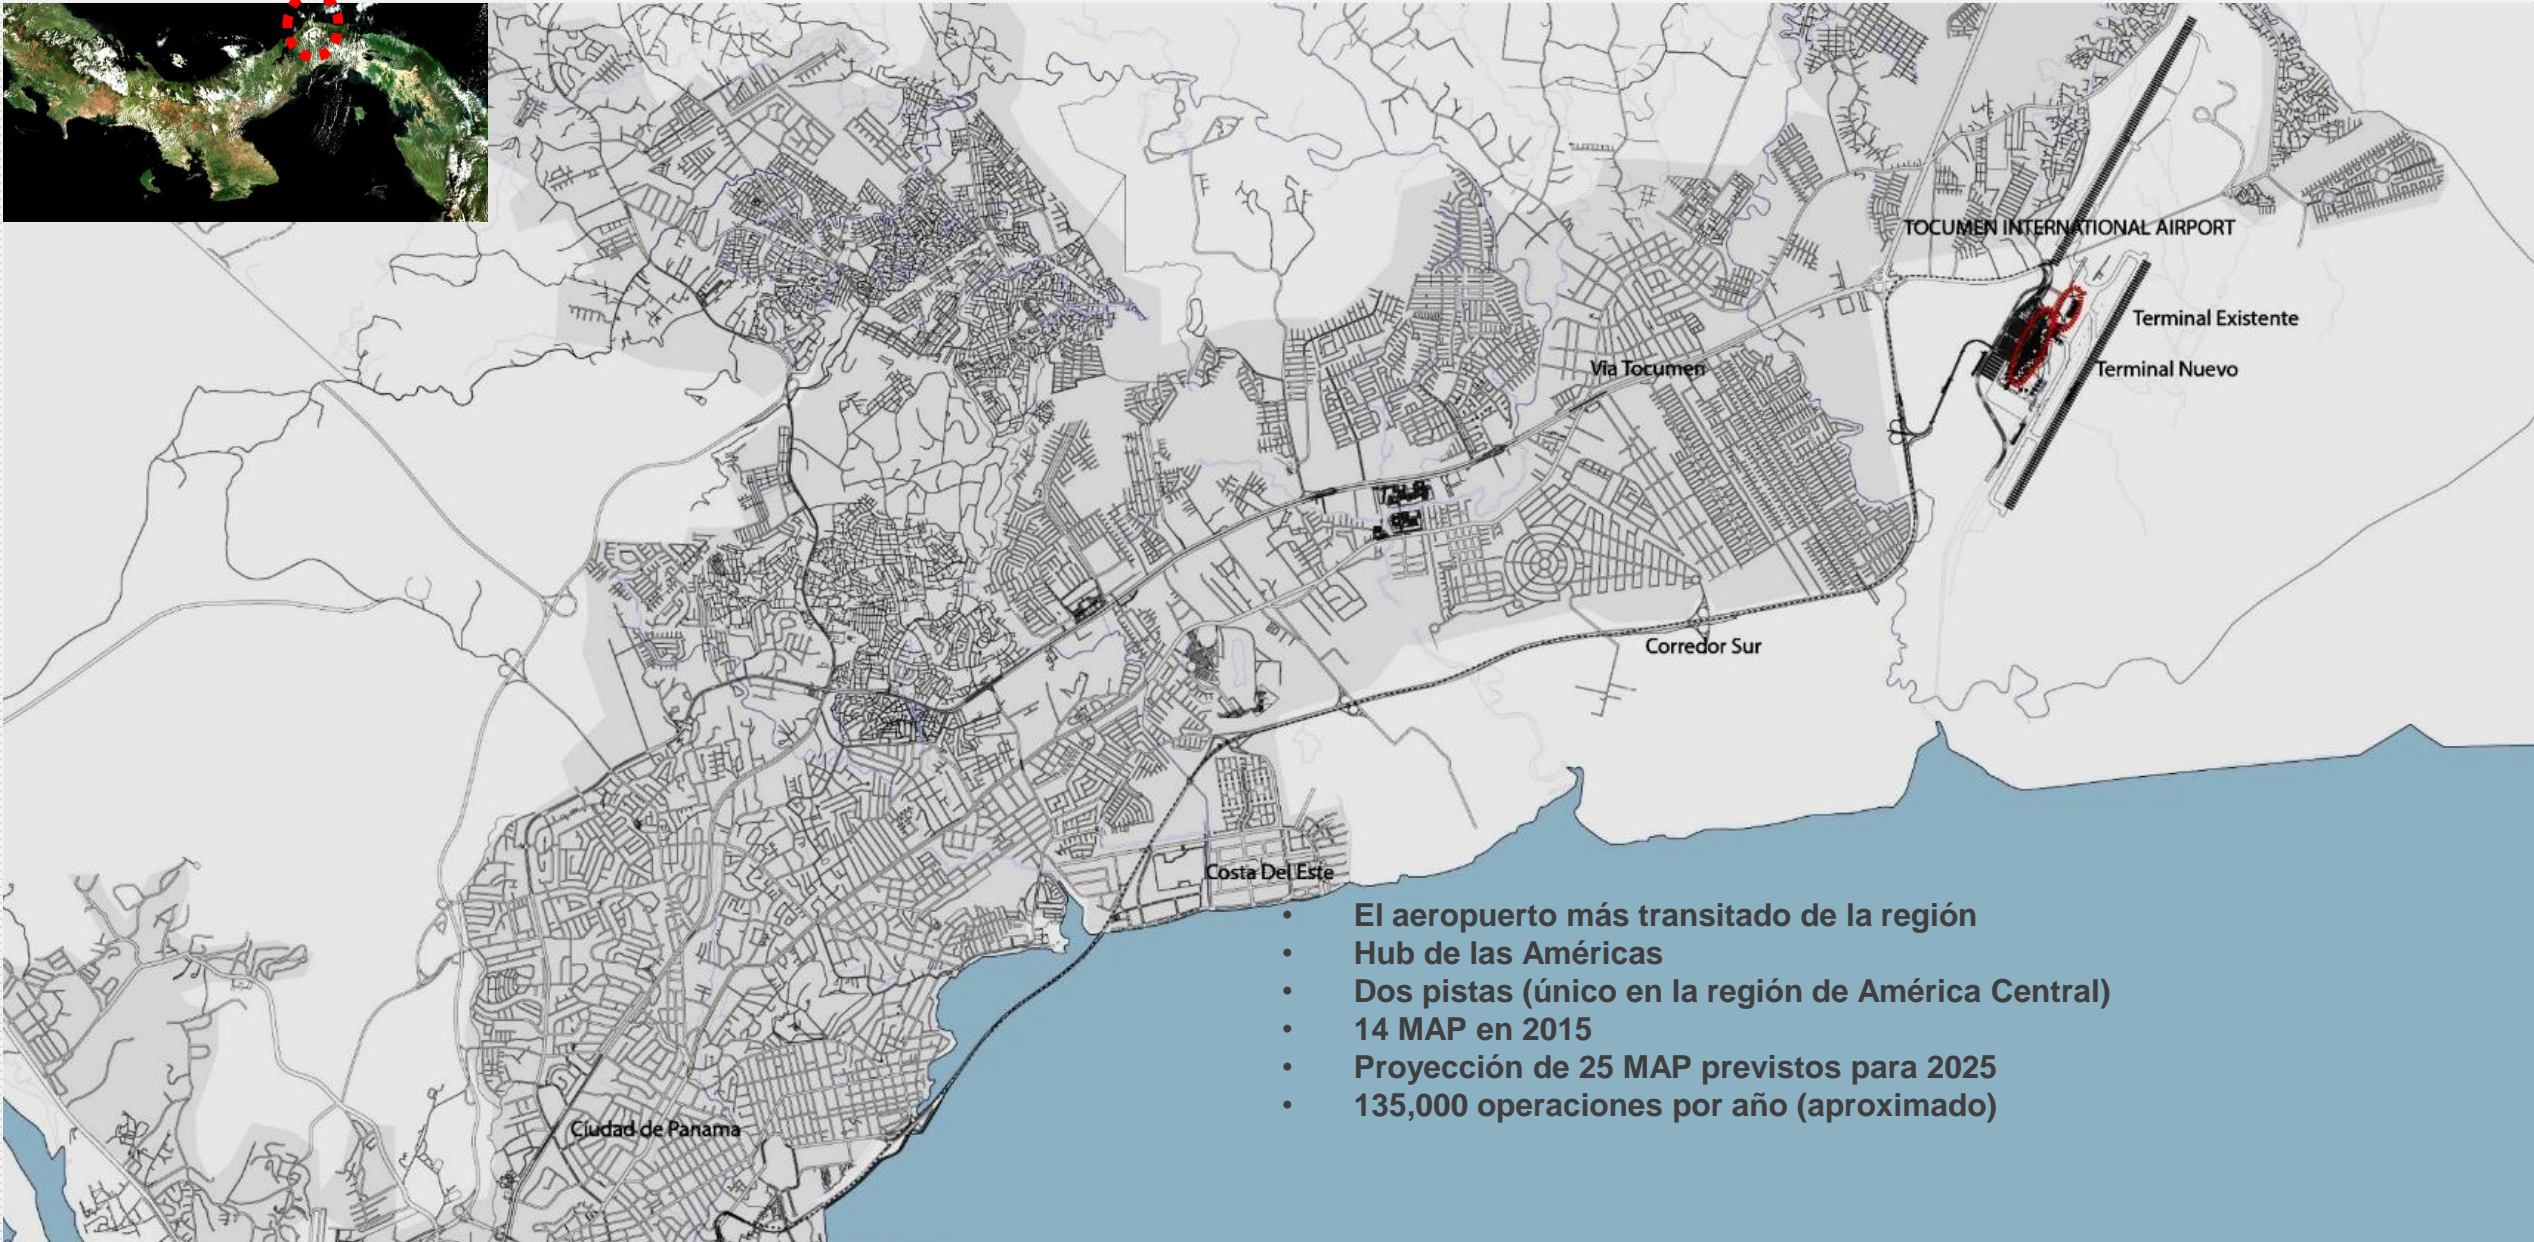 TOCUMEN INTERNATIONAL AIRPORT
Terminal Existente
Terminal Nuevo
Via Tocumen
Corredor Sur
Costa Del Este
• El aeropuerto más transitado de la región
• Hub de las Américas
• Dos pistas (único en la región de América Central)
• 14 MAP en 2015
• Proyección de 25 MAP previstos para 2025
• 135,000 operaciones por año (aproximado)
Ciudad de Panama